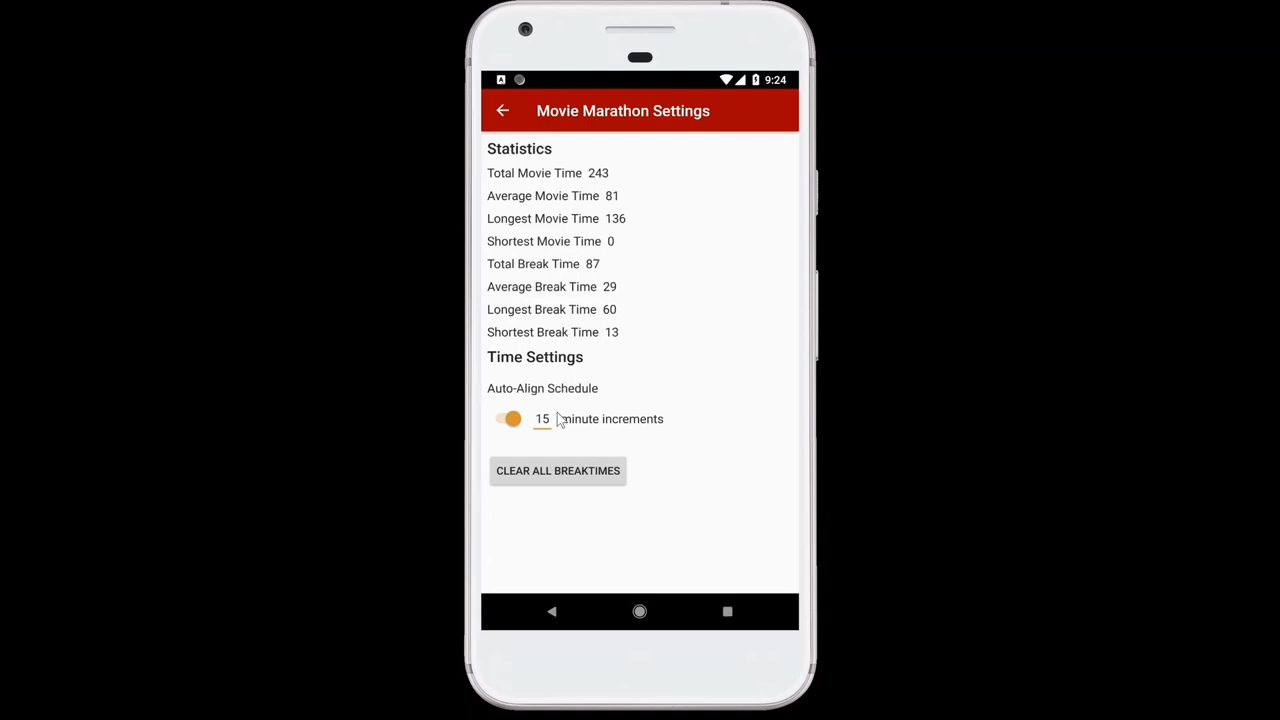 9:24
Movie Marathon Settings
Statistics
Total Movie Time 243
Average Movie Time 81
Longest Movie Time 136
Shortest Movie Time 0
Total Break Time 87
Average Break Time 29
Longest Break Time 60
Shortest Break Time 13
Time Settings
Auto-Align Schedule
15 minute increments
CLEAR ALL BREAKTIMES